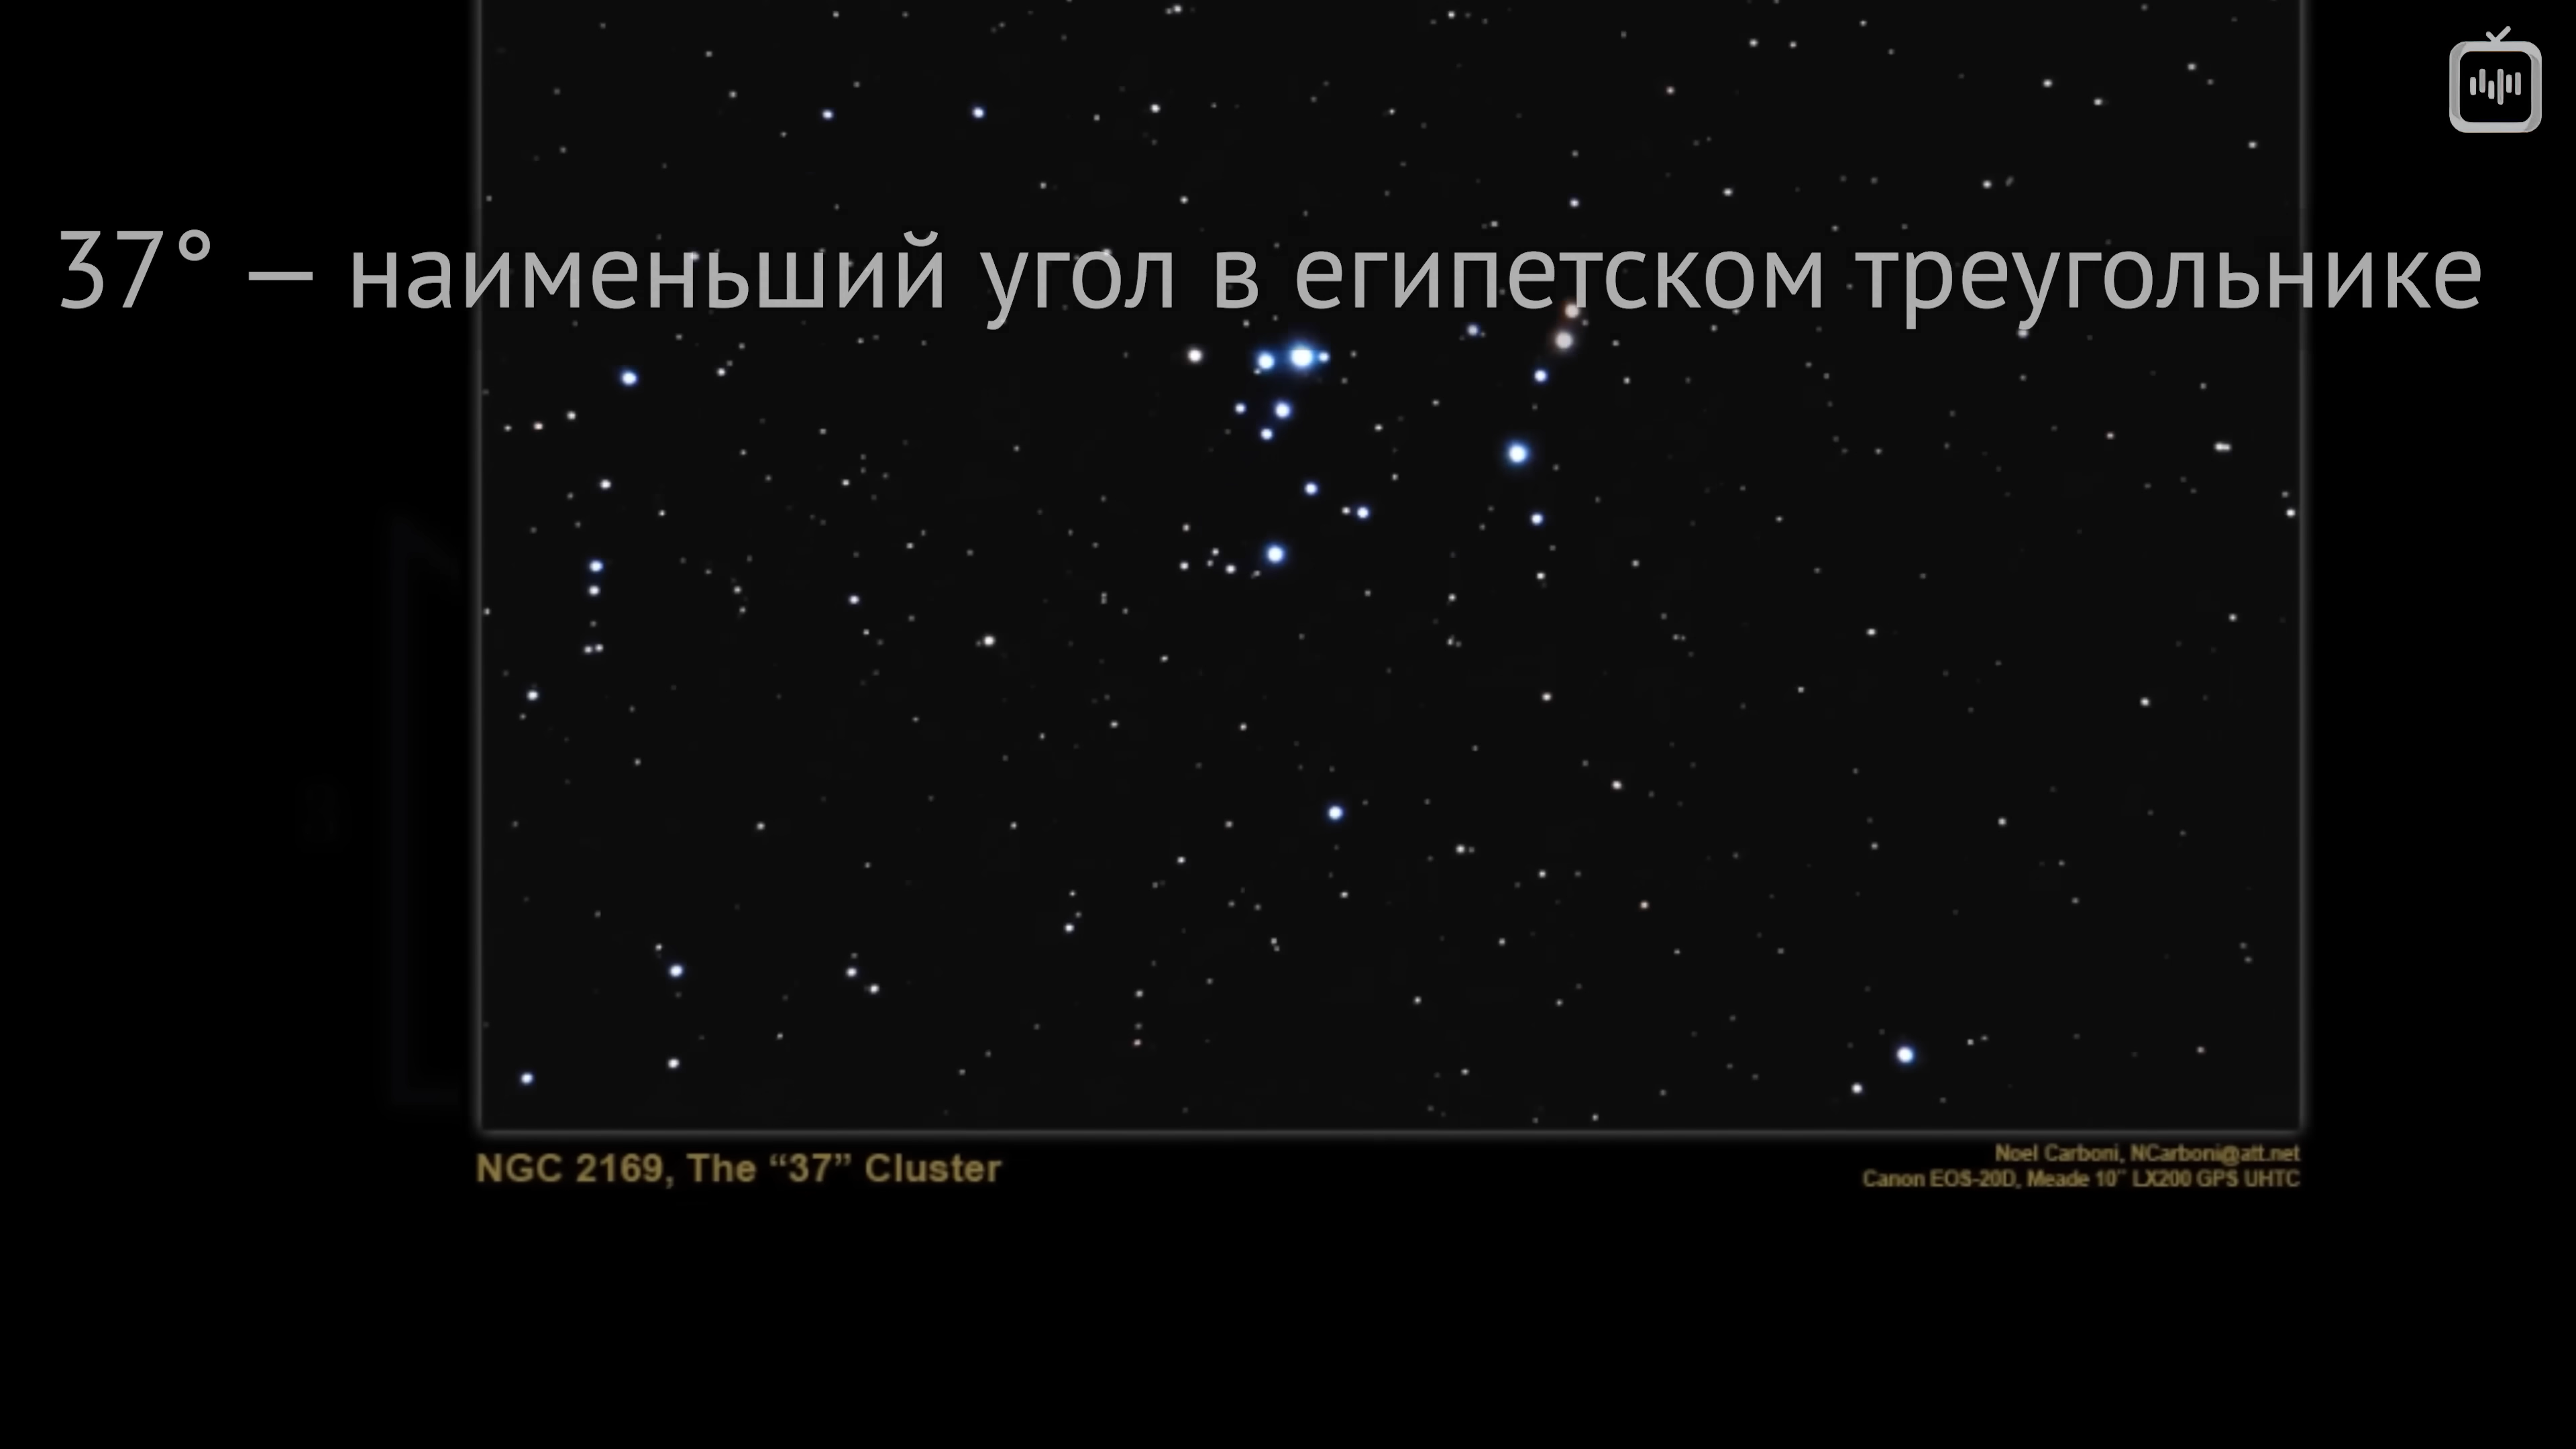 37° — наименьший угол в египетском треугольнике
NGC 2169, The “37” Cluster
Noel Carboni, NCarboni@att.net
Canon EOS-20D, Meade 10" LX200 GPS UHTC